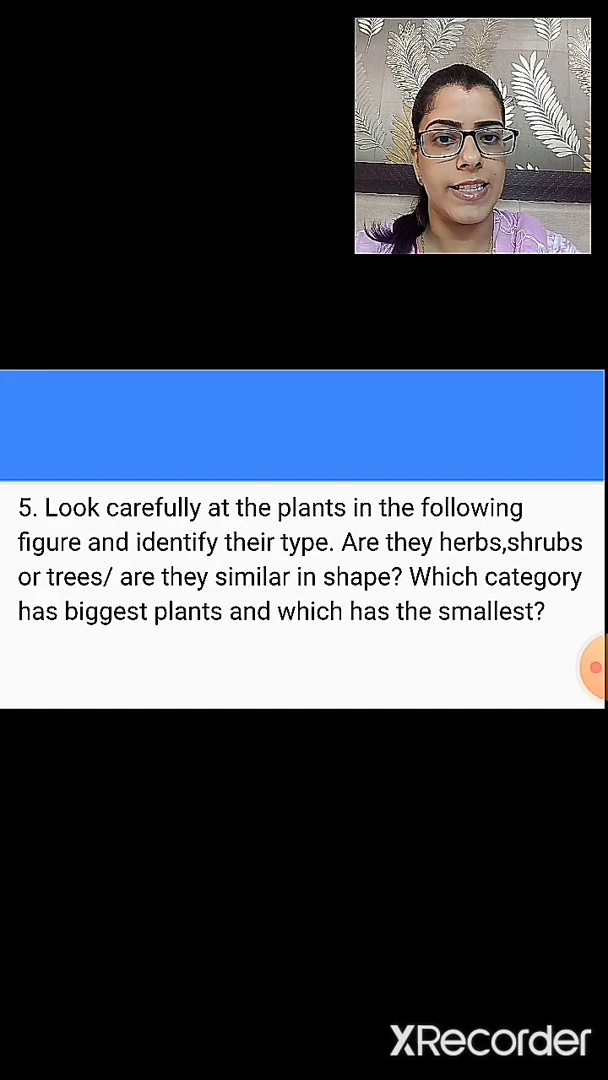 5. Look carefully at the plants in the following
figure and identify their type. Are they herbs,shrubs
or trees/ are they similar in shape? Which category
has biggest plants and which has the smallest?
XRecorder